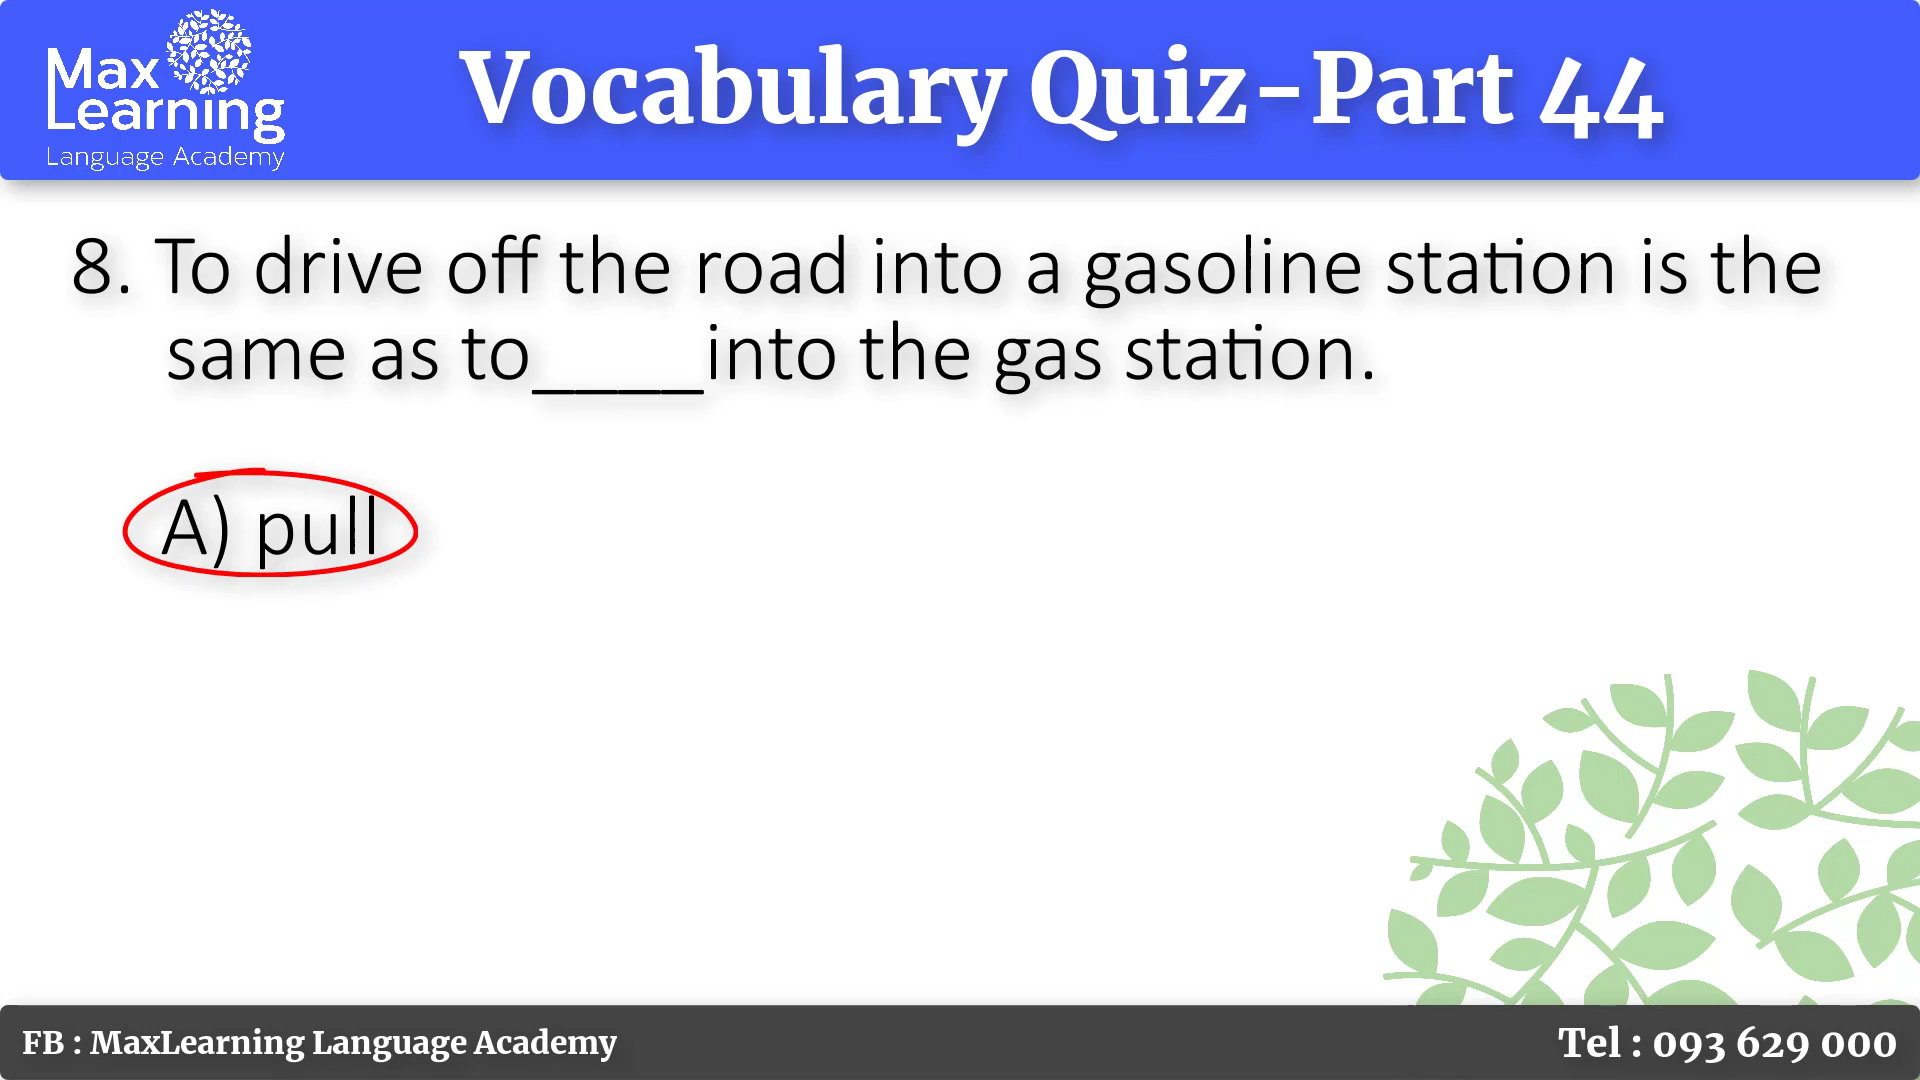 Max
Learning
Language Academy
Vocabulary Quiz-Part 44
8. To drive off the road into a gasoline station is the
same as to____into the gas station.
A) pull
FB : MaxLearning Language Academy
Tel : 093 629 000